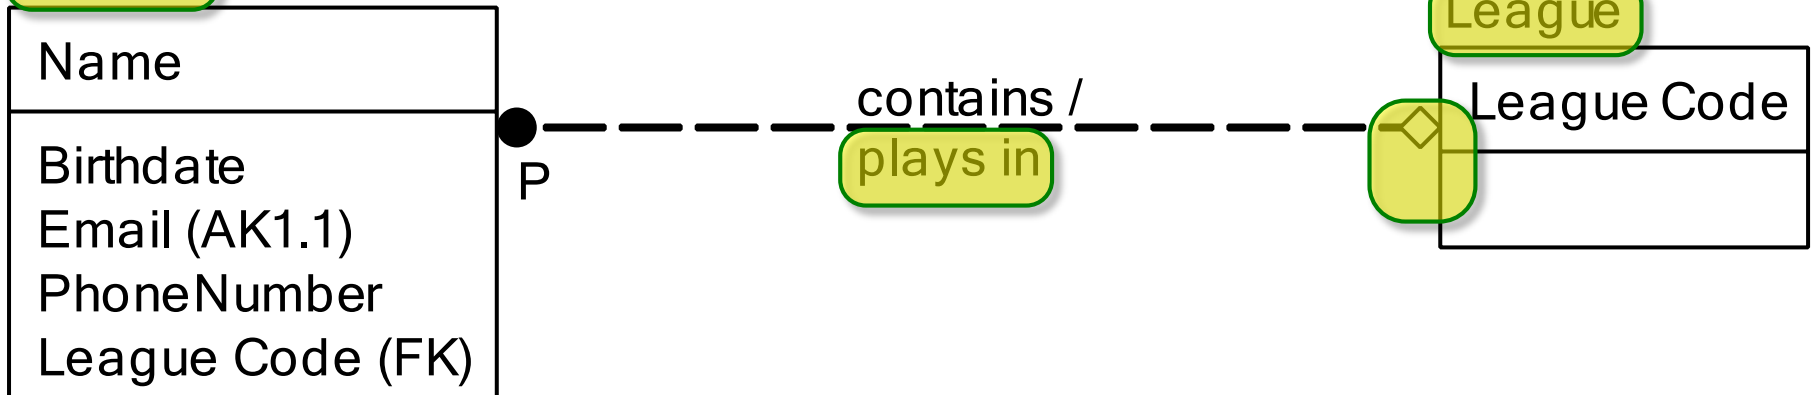 League
Name
contains /
League Code
plays in
P
Birthdate
Email (AK1.1)
PhoneNumber
League Code (FK)